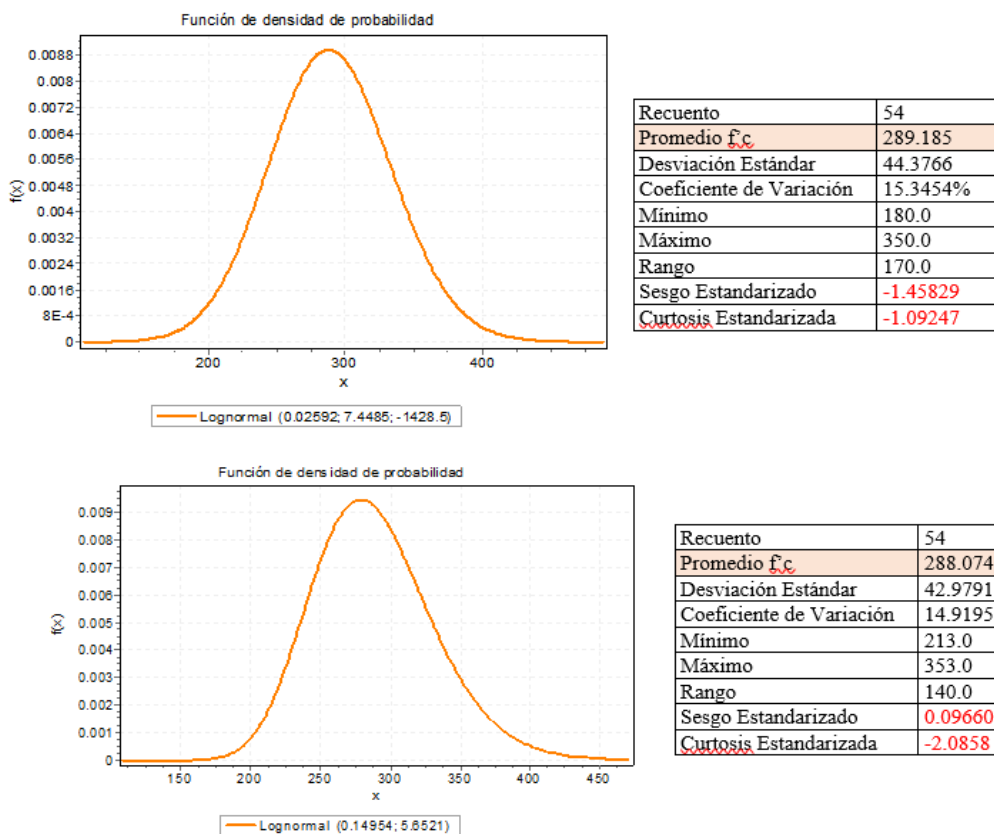 Función de densidad de probabilidad
0.0088
0.008
0.0072
0.0064
0.0056
0.0048
0.004
0.0032
0.0024
0.0016
8E-4
0
f(x)
200 300 400
x
Lognormal (0.02592; 7.4485; -1428.5)
Recuento 54
Promedio f'c 289.185
Desviación Estándar 44.3766
Coeficiente de Variación 15.3454%
Mínimo 180.0
Máximo 350.0
Rango 170.0
Sesgo Estandarizado -1.45829
Curtosis Estandarizada -1.09247
Función de densidad de probabilidad
0.009
0.008
0.007
0.006
0.005
0.004
0.003
0.002
0.001
0
f(x)
150 200 250 300 350 400 450
x
Lognormal (0.14954; 5.6521)
Recuento 54
Promedio f'c 288.074
Desviación Estándar 42.9791
Coeficiente de Variación 14.9195
Mínimo 213.0
Máximo 353.0
Rango 140.0
Sesgo Estandarizado 0.09660
Curtosis Estandarizada -2.0858